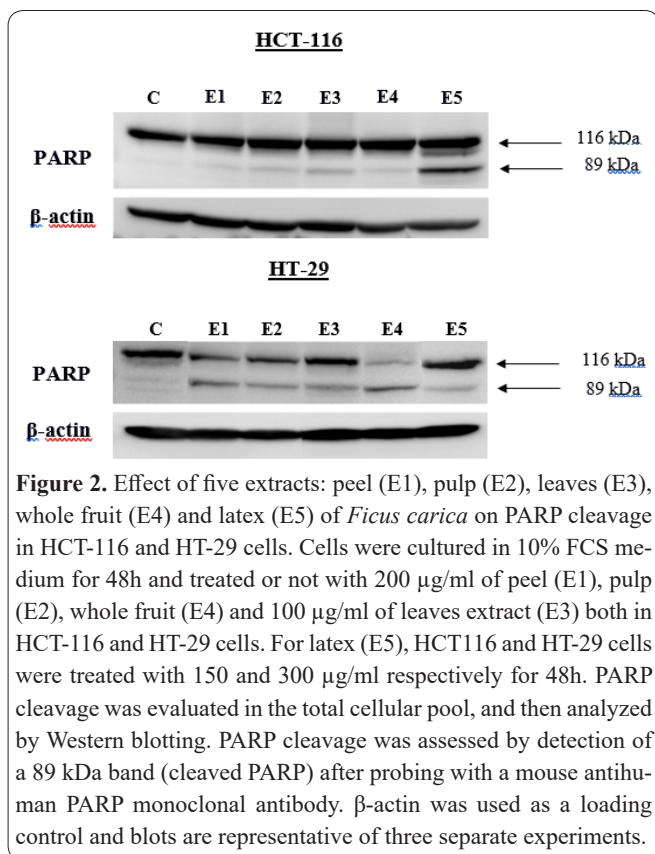 HCT-116
C E1 E2 E3 E4 E5
PARP
116 kDa
89 kDa
β-actin
HT-29
C E1 E2 E3 E4 E5
PARP
116 kDa
89 kDa
β-actin
Figure 2. Effect of five extracts: peel (E1), pulp (E2), leaves (E3),
whole fruit (E4) and latex (E5) of Ficus carica on PARP cleavage
in HCT-116 and HT-29 cells. Cells were cultured in 10% FCS me-
dium for 48h and treated or not with 200 µg/ml of peel (E1), pulp
(E2), whole fruit (E4) and 100 µg/ml of leaves extract (E3) both in
HCT-116 and HT-29 cells. For latex (E5), HCT116 and HT-29 cells
were treated with 150 and 300 µg/ml respectively for 48h. PARP
cleavage was evaluated in the total cellular pool, and then analyzed
by Western blotting. PARP cleavage was assessed by detection of
a 89 kDa band (cleaved PARP) after probing with a mouse antihu-
man PARP monoclonal antibody. β-actin was used as a loading
control and blots are representative of three separate experiments.